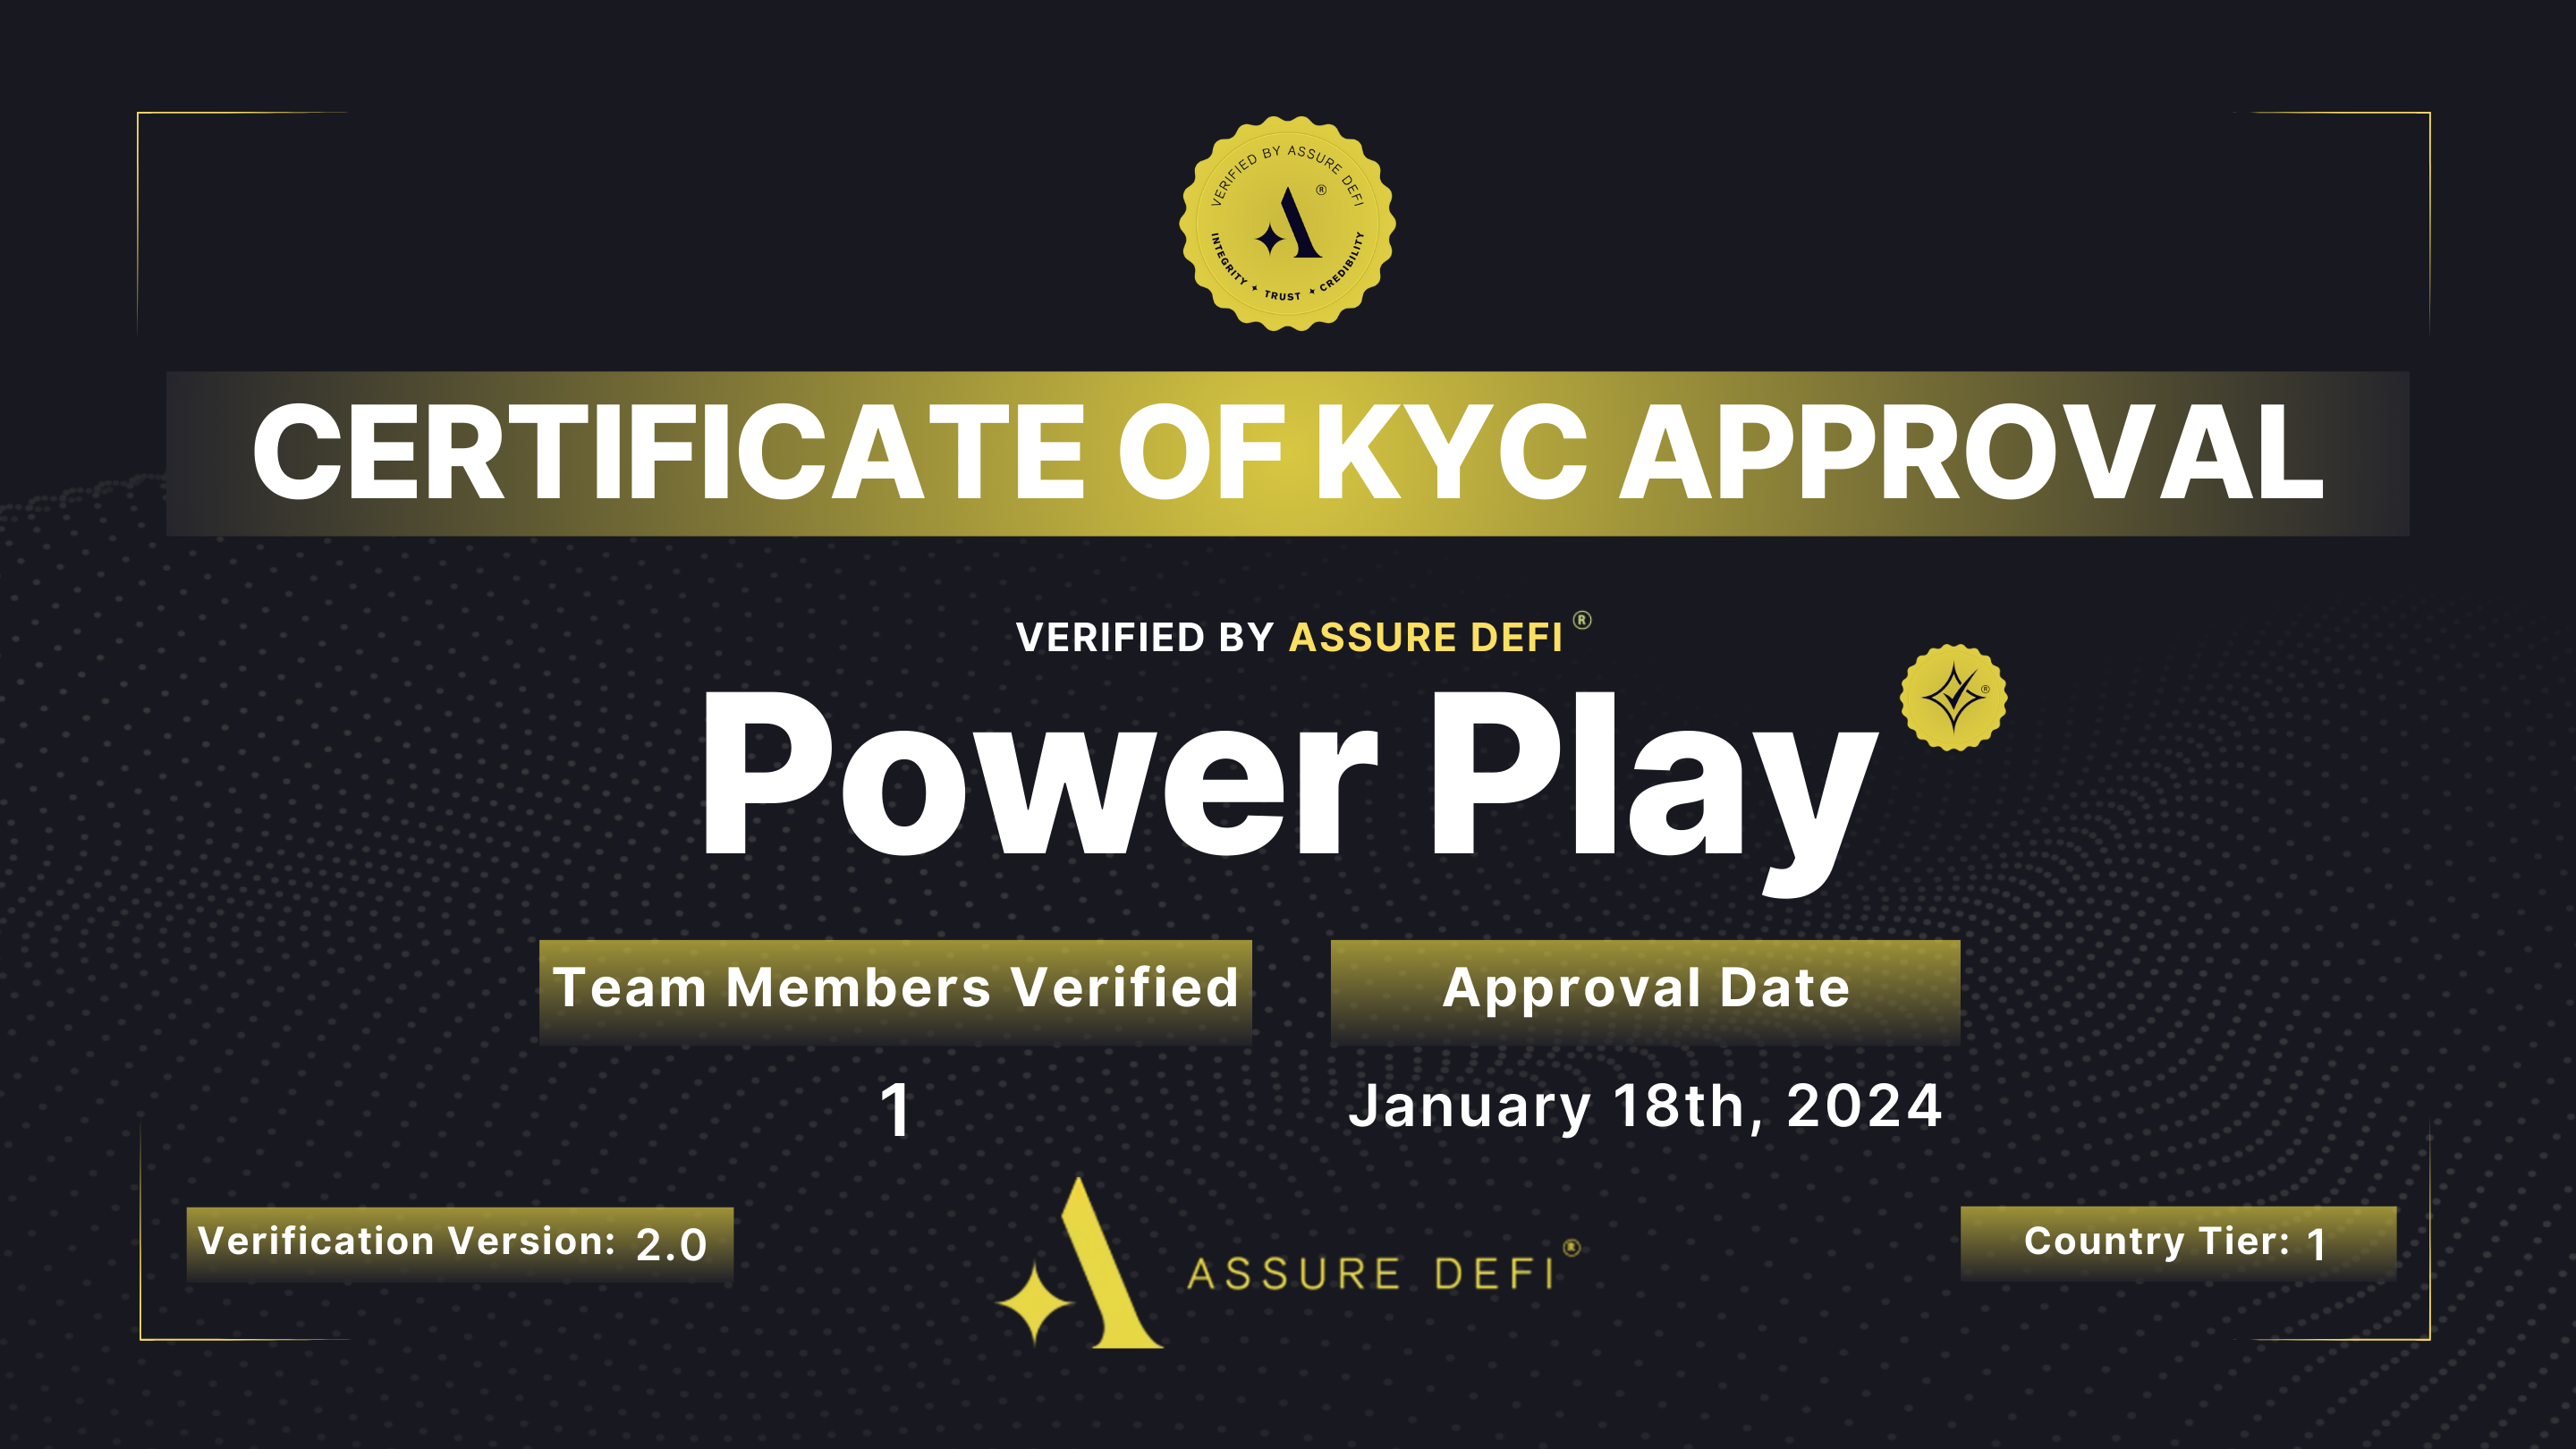 VERIFIED BY ASSURE DEFI
®
INTEGRITY ✦ TRUST ✦ CREDIBILITY
CERTIFICATE OF KYC APPROVAL
VERIFIED BY ASSURE DEFI ®
Power Play
®
Team Members Verified
1
Approval Date
January 18th, 2024
Verification Version: 2.0
ASSURE DEFI ®
Country Tier: 1